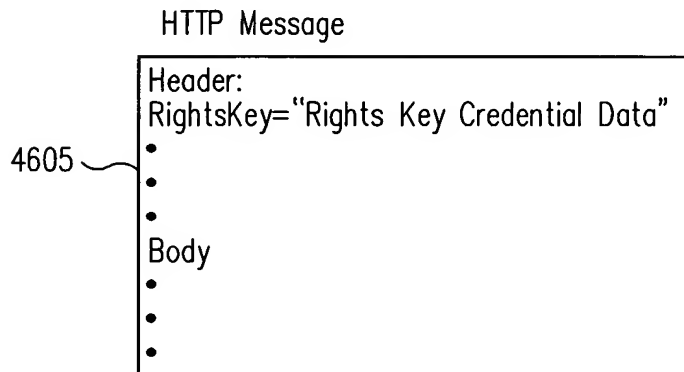 HTTP Message
Header:
RightsKey="Rights Key Credential Data"
4605
•
•
•
Body
•
•
•